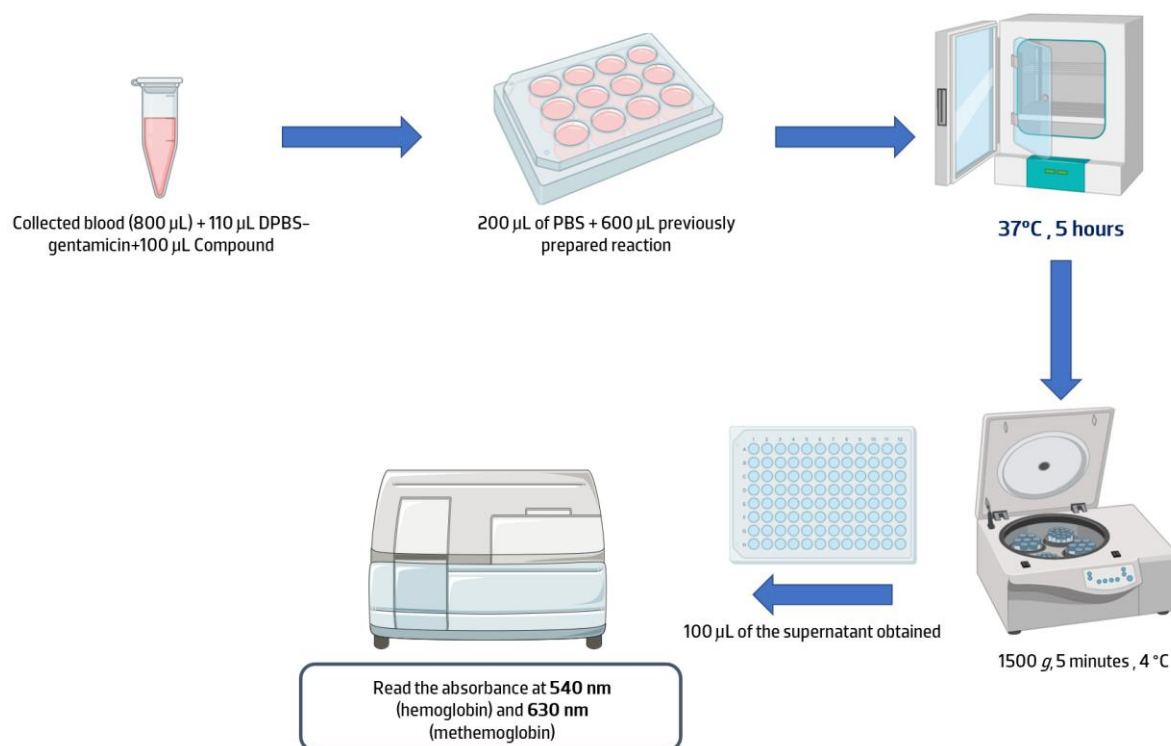 Collected blood (800 µL) + 110 µL DPBS-
gentamicin+100 µL Compound
200 µL of PBS + 600 µL previously
prepared reaction
37°C , 5 hours
1500 g, 5 minutes , 4 °C
100 µL of the supernatant obtained
Read the absorbance at 540 nm
(hemoglobin) and 630 nm
(methemoglobin)